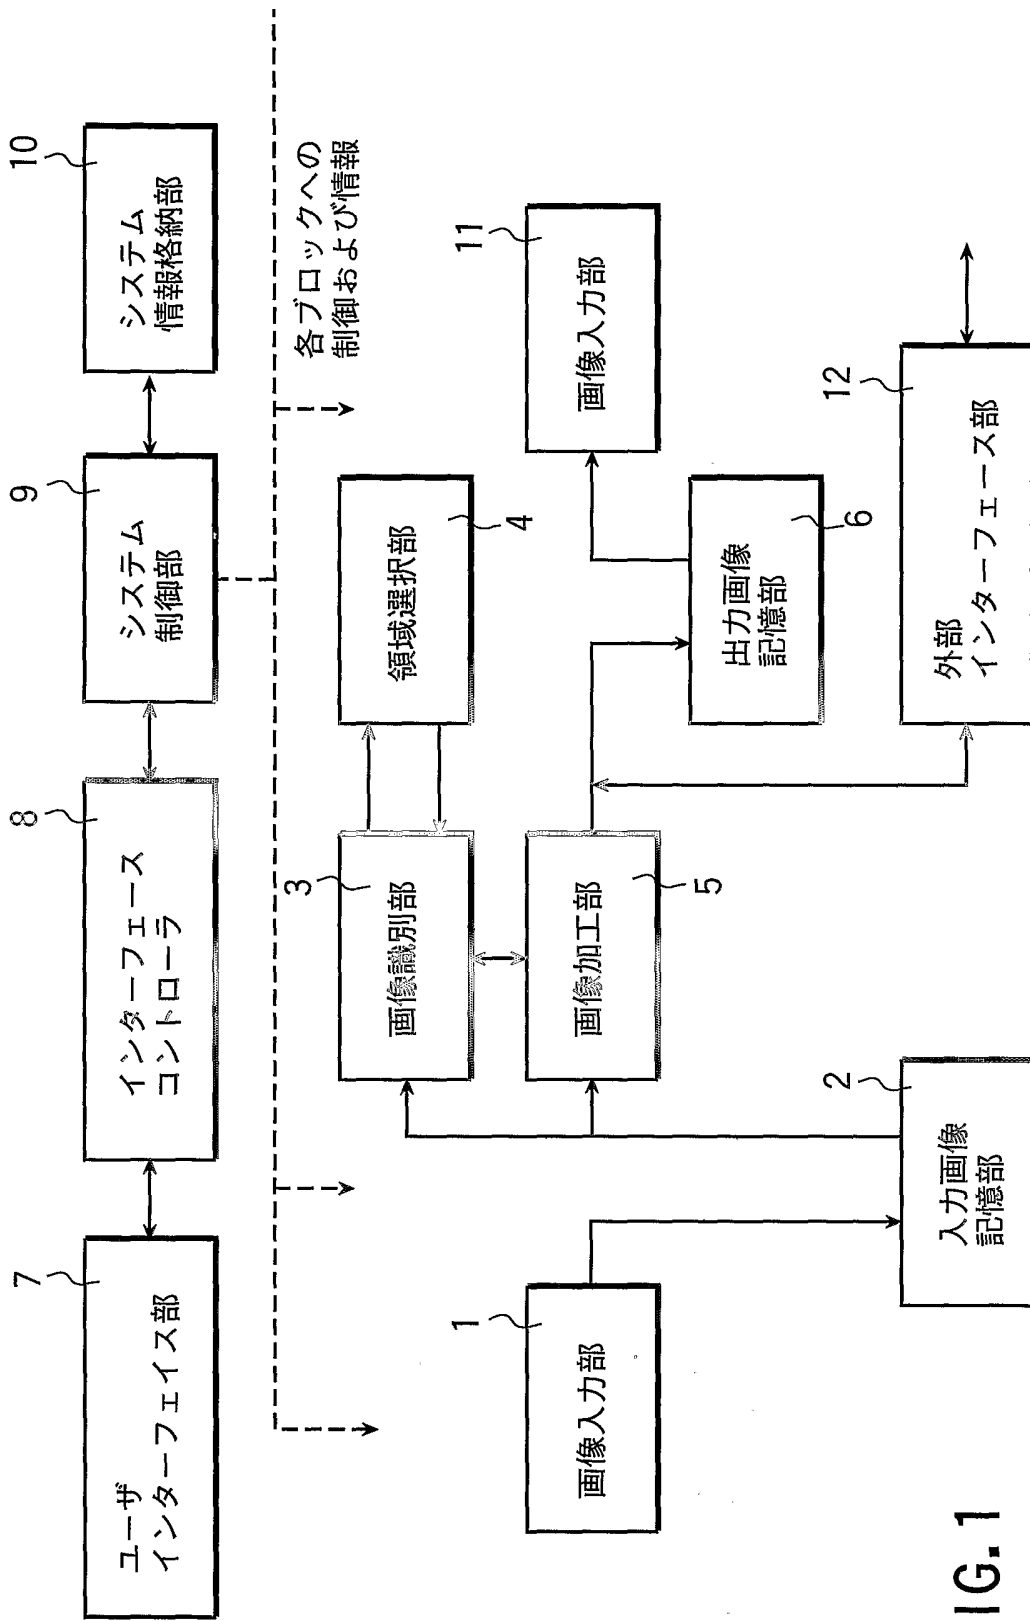 7
ユーザ
インターフェイス部
8
インターフェース
コントローラ
9
システム
制御部
10
システム
情報格納部
各ブロックへの
制御および情報
3
画像識別部
4
領域選択部
1
画像入力部
5
画像加工部
11
画像入力部
6
出力画像
記憶部
2
入力画像
記憶部
12
外部
インターフェース部
IG. 1